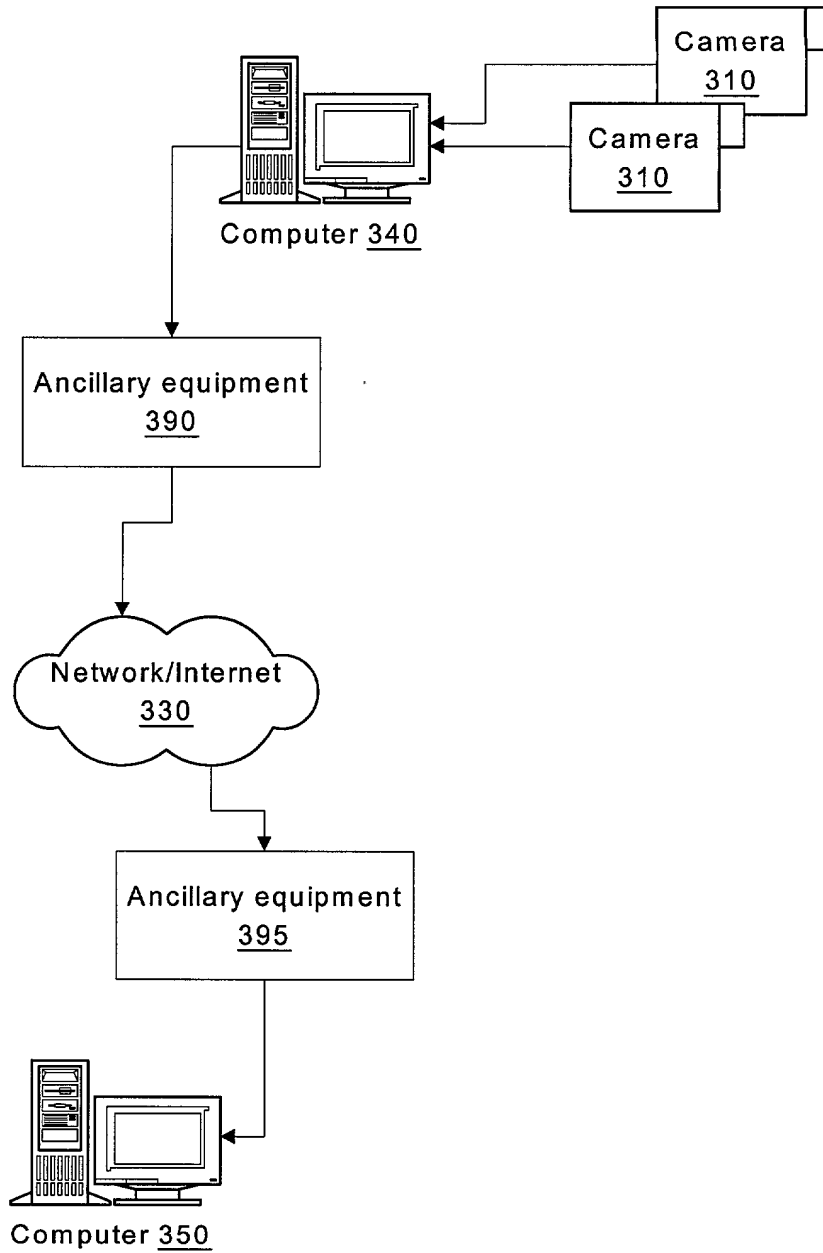 Camera
310
Camera
310
Computer 340
Ancillary equipment
390
Network/Internet
330
Ancillary equipment
395
Computer 350